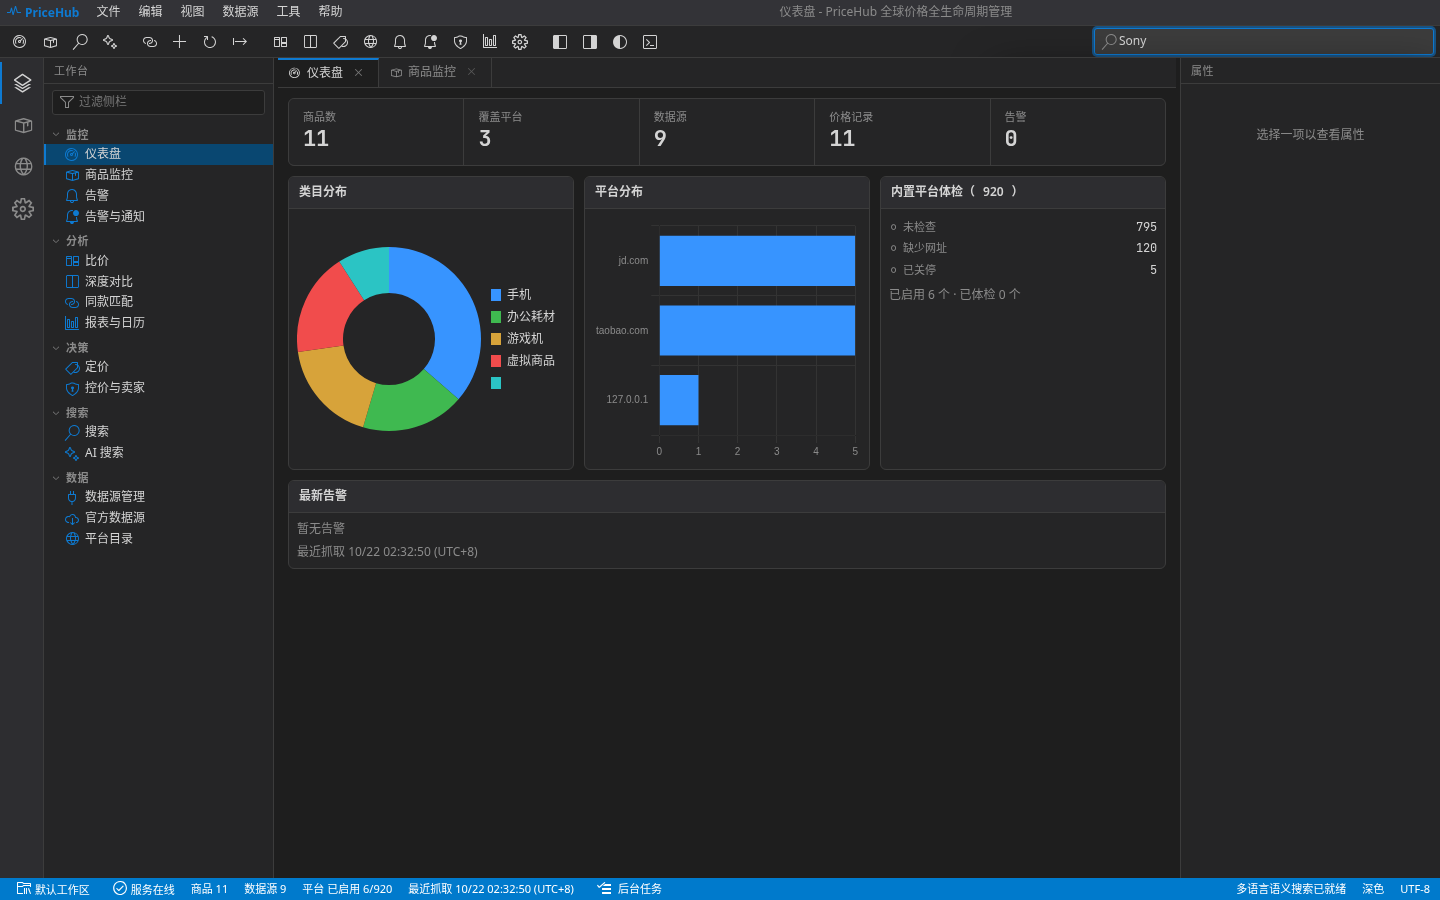 PriceHub 文件 编辑 视图 数据源 工具 帮助 仪表盘 - PriceHub 全球价格全生命周期管理
Sony
工作台
仪表盘 商品监控
属性
过滤侧栏
监控
仪表盘
商品监控
告警
告警与通知
分析
比价
深度对比
同款匹配
报表与日历
决策
定价
控价与卖家
搜索
搜索
AI 搜索
数据
数据源管理
官方数据源
平台目录
商品数 覆盖平台 数据源 价格记录 告警
11 3 9 11 0
类目分布
手机
办公耗材
游戏机
虚拟商品
平台分布
jd.com
taobao.com
127.0.0.1
0 1 2 3 4 5
内置平台体检（ 920 ）
未检查 795
缺少网址 120
已关停 5
已启用 6 个 · 已体检 0 个
最新告警
暂无告警
最近抓取 10/22 02:32:50 (UTC+8)
选择一项以查看属性
默认工作区 服务在线 商品 11 数据源 9 平台 已启用 6/920 最近抓取 10/22 02:32:50 (UTC+8) 后台任务 多语言语义搜索已就绪 深色 UTF-8